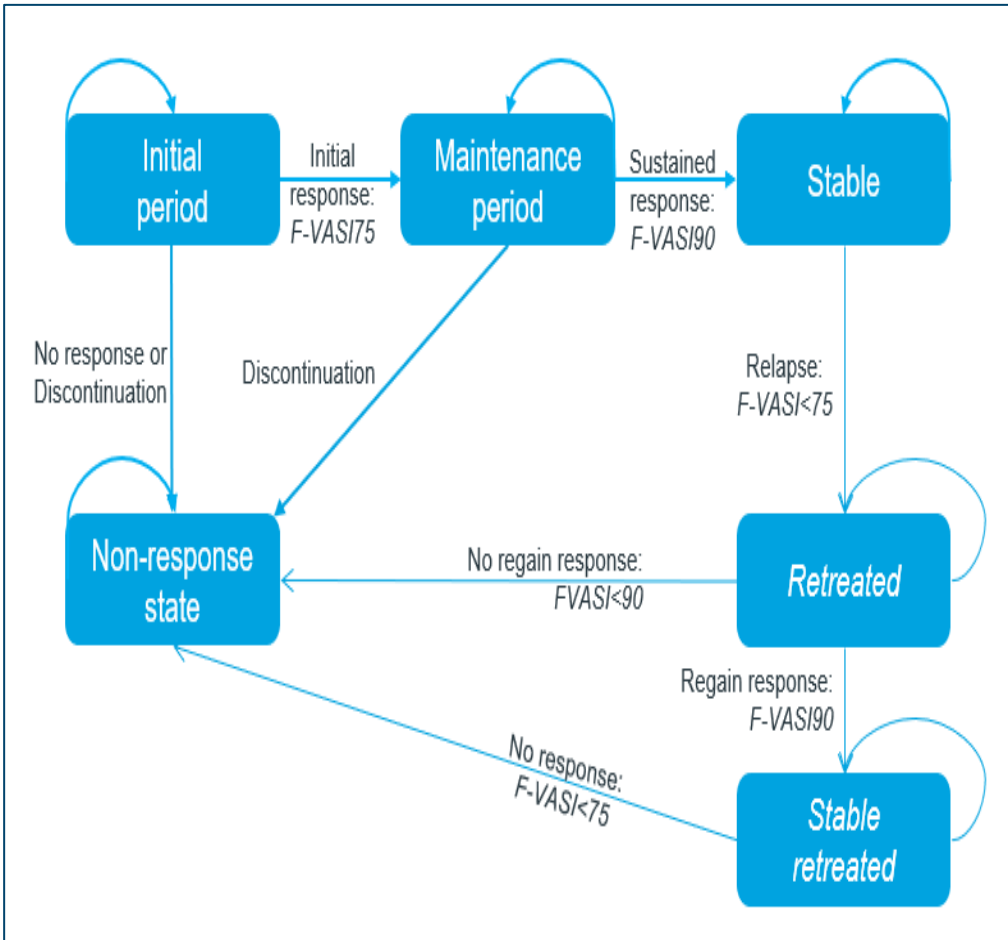 Initial
period
Initial
response:
F-VASI75
Maintenance
period
Sustained
response:
F-VASI90
Stable
No response or
Discontinuation
Discontinuation
Relapse:
F-VASI<75
Non-response
state
No regain response:
FVASI<90
Retreated
Regain response:
F-VASI90
No response:
F-VASI<75
Stable
retreated